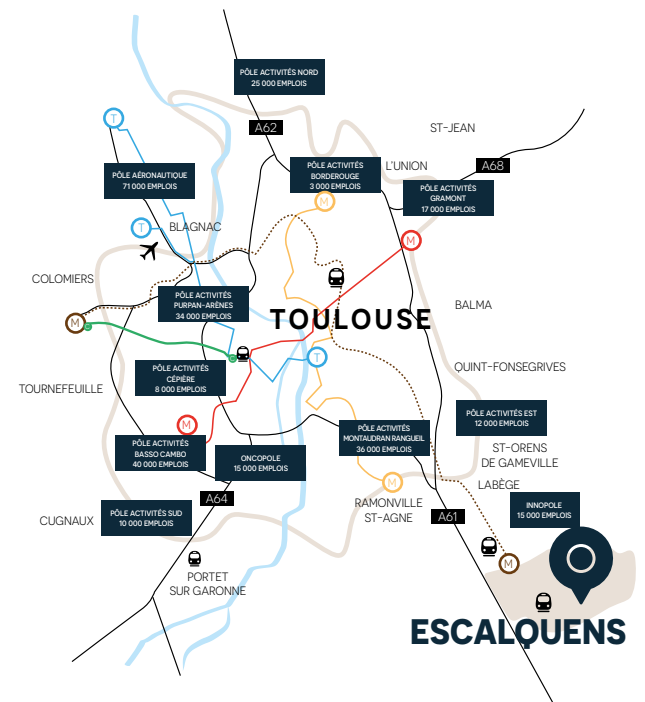 PÔLE ACTIVITÉS NORD
25 000 EMPLOIS
T
A62
ST-JEAN
PÔLE ACTIVITÉS
BORDEROUGE
3 000 EMPLOIS
L'UNION
A68
PÔLE AÉRONAUTIQUE
71 000 EMPLOIS
PÔLE ACTIVITÉS
GRAMONT
17 000 EMPLOIS
M
T
BLAGNAC
M
COLOMIERS
PÔLE ACTIVITÉS
PURPAN-ARÈNES
34 000 EMPLOIS
BALMA
M
TOULOUSE
T
QUINT-FONSEGRIVES
PÔLE ACTIVITÉS
CÉPIÈRE
8 000 EMPLOIS
TOURNEFEUILLE
PÔLE ACTIVITÉS EST
12 000 EMPLOIS
M
PÔLE ACTIVITÉS
BASSO CAMBO
40 000 EMPLOIS
PÔLE ACTIVITÉS
MONTAUDRAN RANGUEIL
36 000 EMPLOIS
ONCOPOLE
15 000 EMPLOIS
ST-ORENS
DE GAMEVILLE
M
LABÈGE
A64
RAMONVILLE
ST-AGNE
A61
INNOPOLE
15 000 EMPLOIS
CUGNAUX
PÔLE ACTIVITÉS SUD
10 000 EMPLOIS
M
PORTET
SUR GARONNE
ESCALQUENS